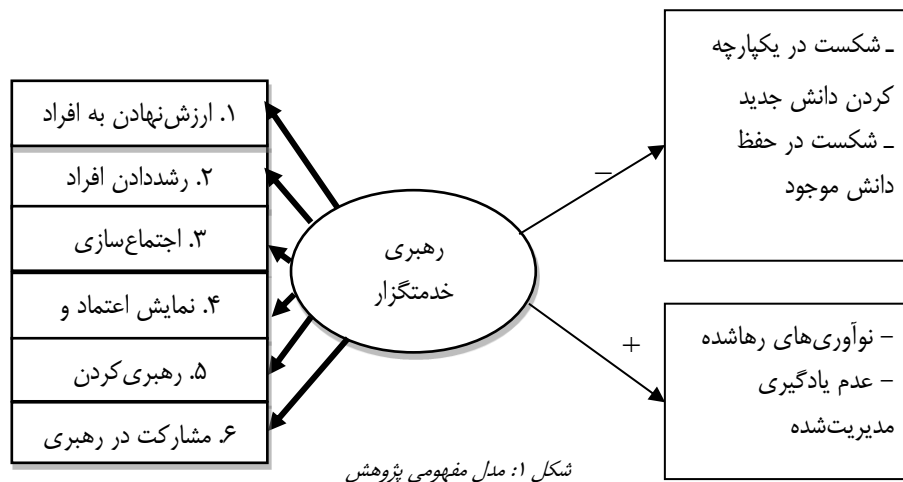 ۱. ارزش‌نهادن به افراد
۲. رشددادن افراد
۳. اجتماع‌سازی
۴. نمایش اعتماد و
۵. رهبری‌کردن
۶. مشارکت در رهبری
رهبری
خدمتگزار
ـ شکست در یکپارچه
کردن دانش جدید
ـ شکست در حفظ
دانش موجود
–
– نوآوری‌های رهاشده
– عدم یادگیری
مدیریت‌شده
+
شکل ۱: مدل مفهومی پژوهش